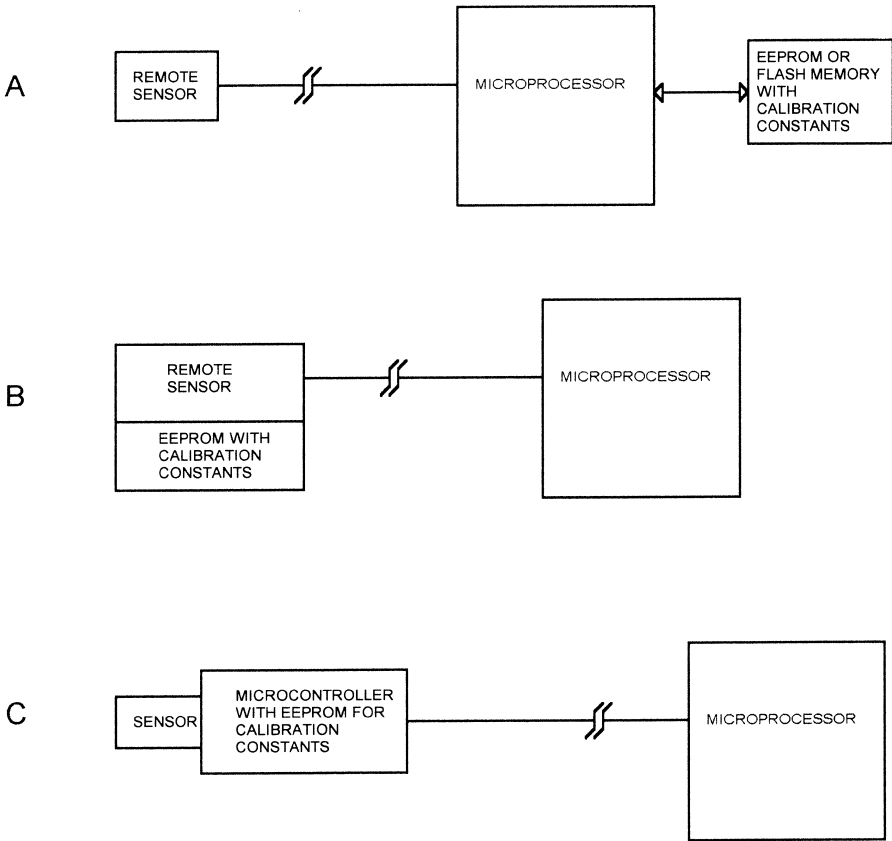 A
REMOTE
SENSOR
MICROPROCESSOR
EEPROM OR
FLASH MEMORY
WITH
CALIBRATION
CONSTANTS
B
REMOTE
SENSOR
EEPROM WITH
CALIBRATION
CONSTANTS
MICROPROCESSOR
C
SENSOR
MICROCONTROLLER
WITH EEPROM FOR
CALIBRATION
CONSTANTS
MICROPROCESSOR